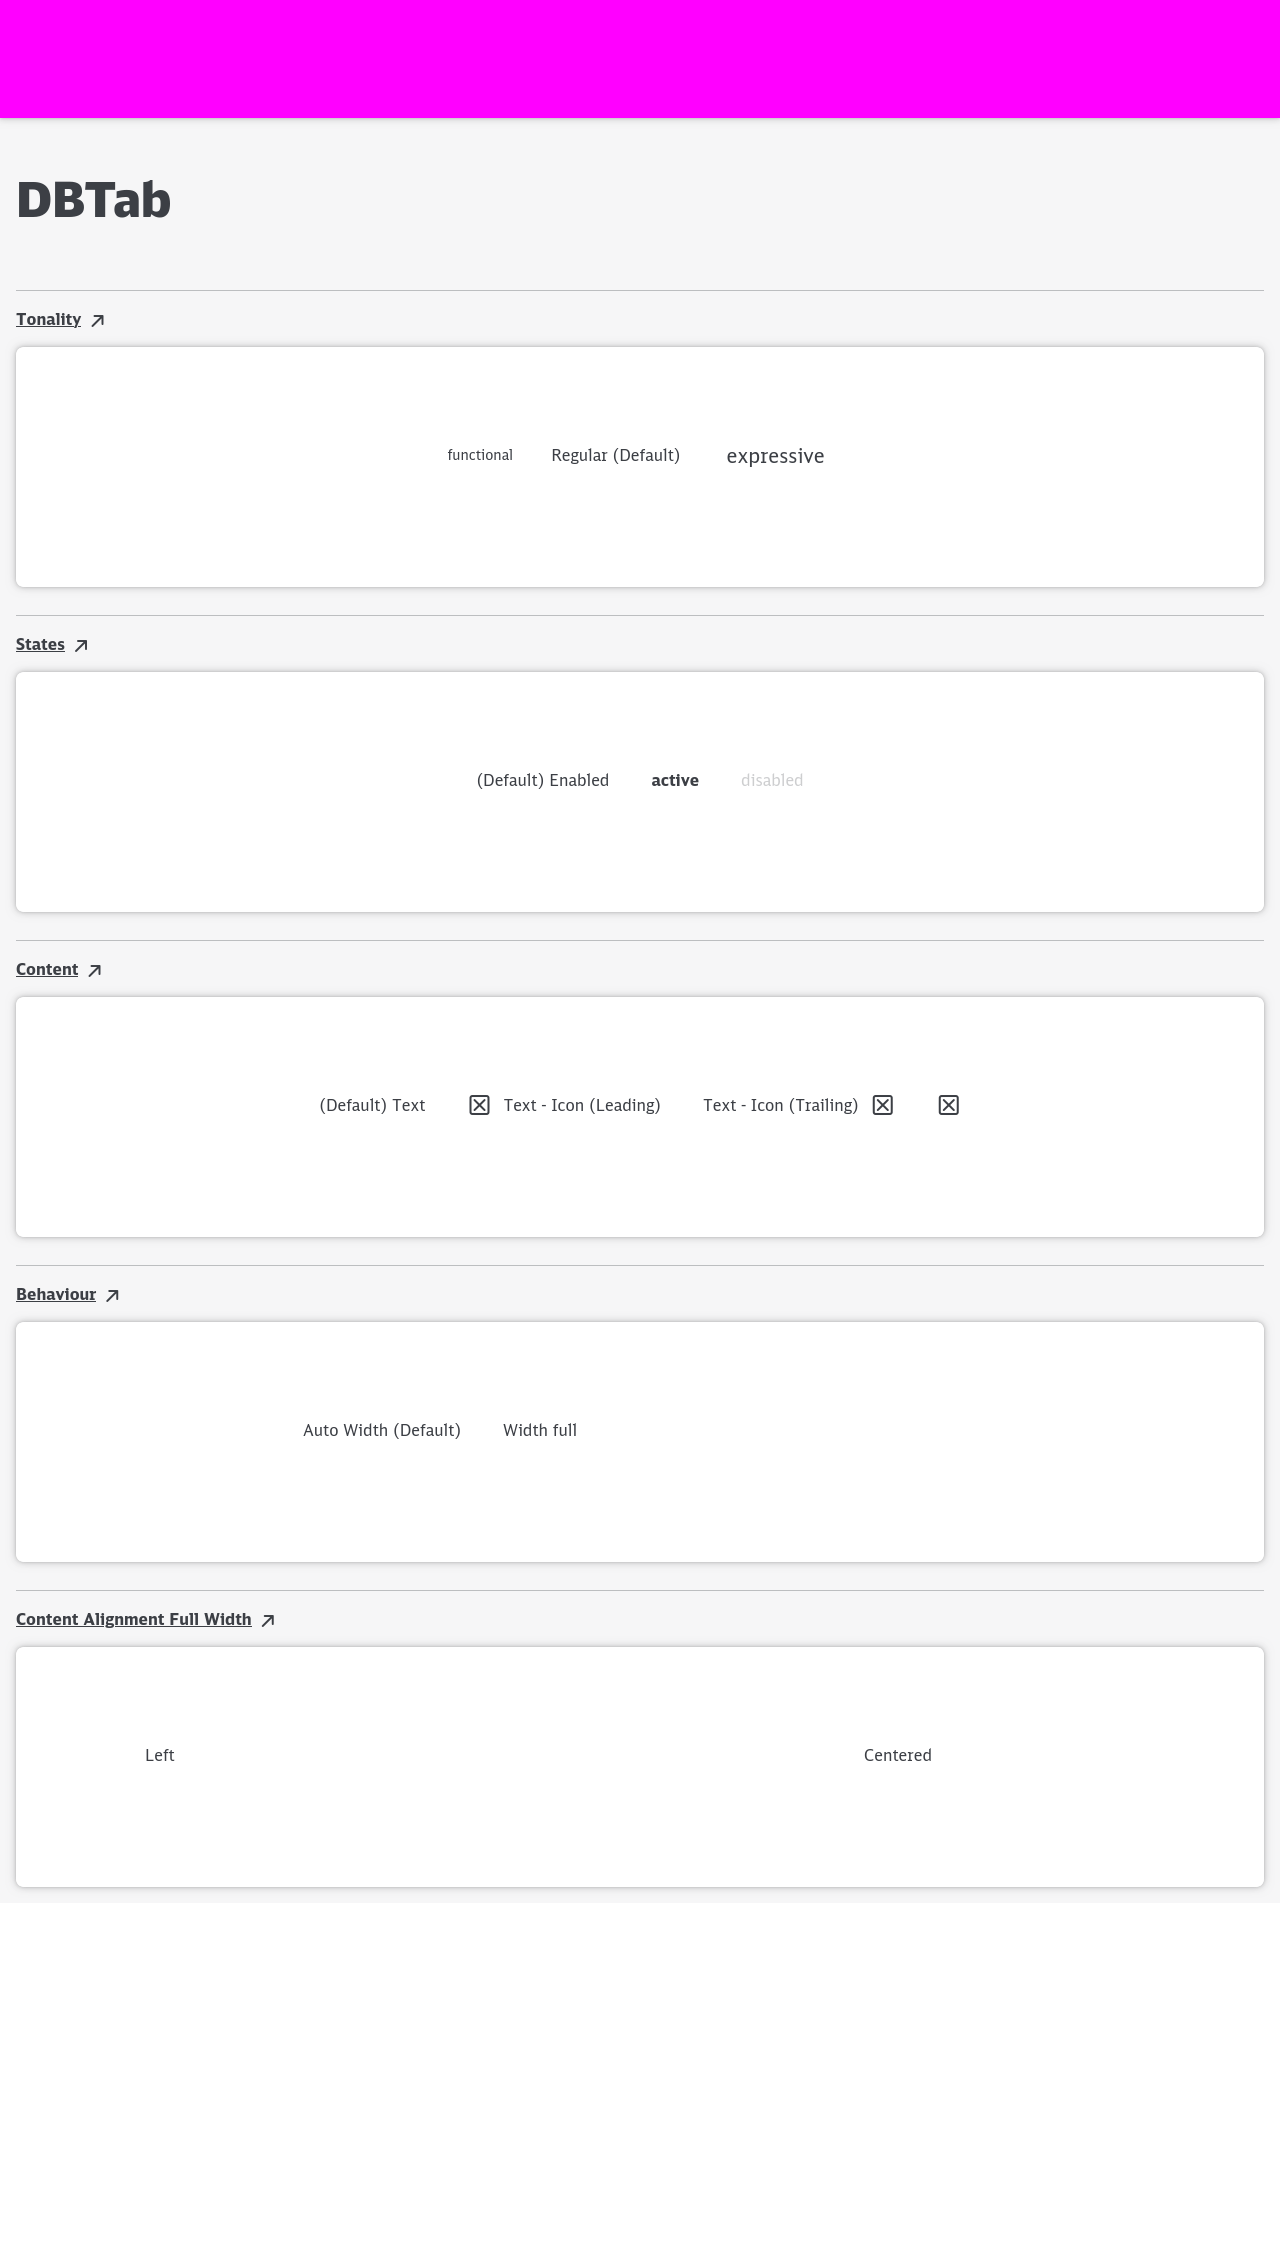 DBTab
Tonality
functional Regular (Default) expressive
States
(Default) Enabled active disabled
Content
(Default) Text Text - Icon (Leading) Text - Icon (Trailing)
Behaviour
Auto Width (Default) Width full
Content Alignment Full Width
Left Centered